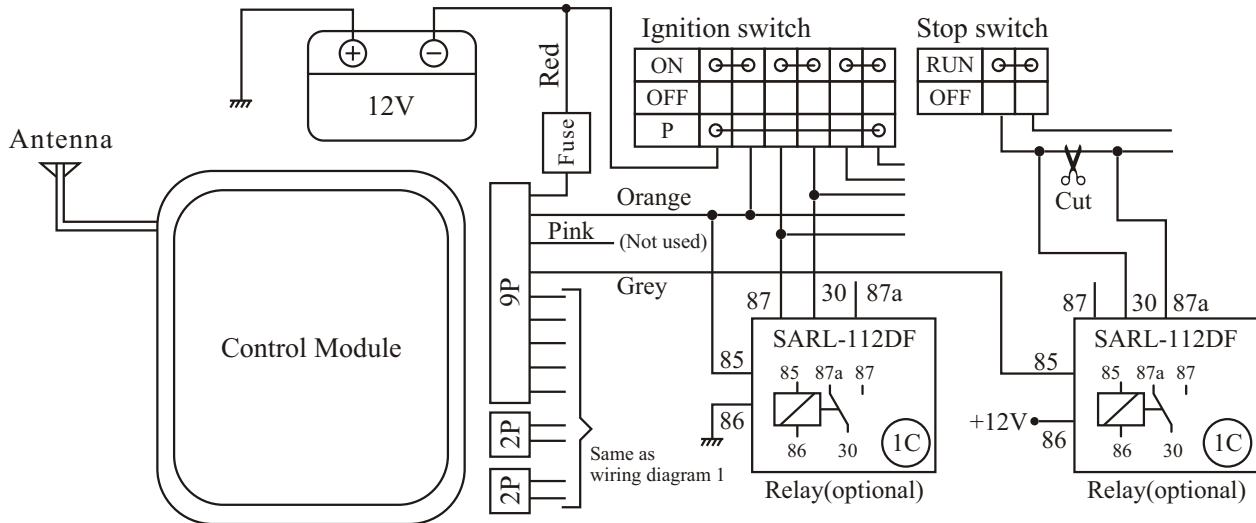 12V
Antenna
Control Module
Red
Fuse
9P
2P
2P
Orange
Pink
(Not used)
Grey
Same as
wiring diagram 1
Ignition switch
ON
OFF
P
Stop switch
RUN
OFF
Cut
87
30
87a
SARL-112DF
85
86
85 87a 87
86 30
1C
Relay(optional)
87
30
87a
SARL-112DF
85
+12V
86
85 87a 87
86 30
1C
Relay(optional)